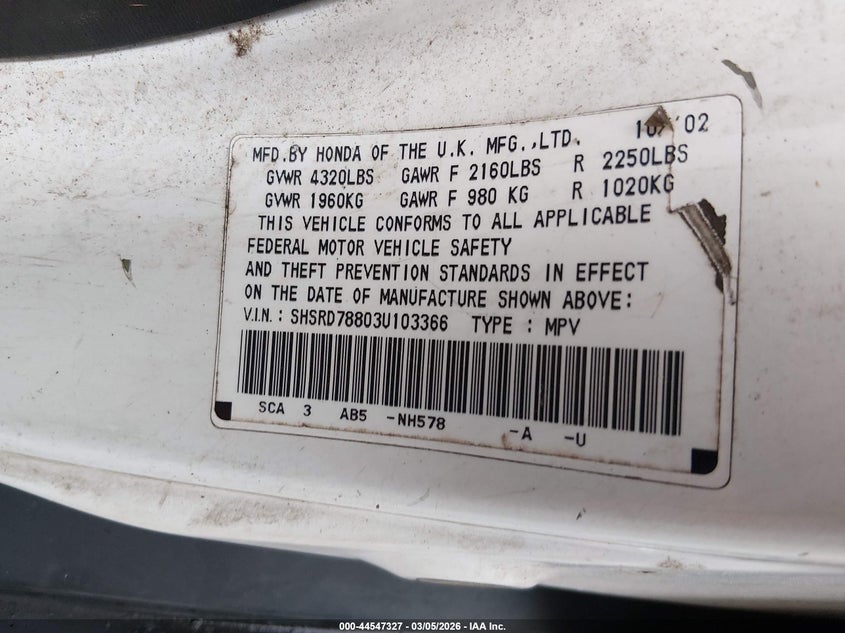 10/'02
MFD.BY HONDA OF THE U.K. MFG.,LTD.
GVWR 4320LBS GAWR F 2160LBS R 2250LBS
GVWR 1960KG GAWR F 980 KG R 1020KG
THIS VEHICLE CONFORMS TO ALL APPLICABLE
FEDERAL MOTOR VEHICLE SAFETY
AND THEFT PREVENTION STANDARDS IN EFFECT
ON THE DATE OF MANUFACTURE SHOWN ABOVE:
V.I.N.: SHSRD78803U103366 TYPE : MPV
SCA 3 AB5 -NH578 -A -U
000-44547327 - 03/05/2026 - IAA Inc.